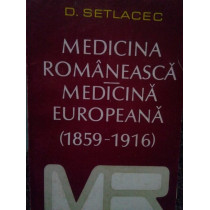 D. SETLACEC
MEDICINA
ROMÂNEASCĂ
MEDICINĂ
EUROPEANĂ
(1859-1916)